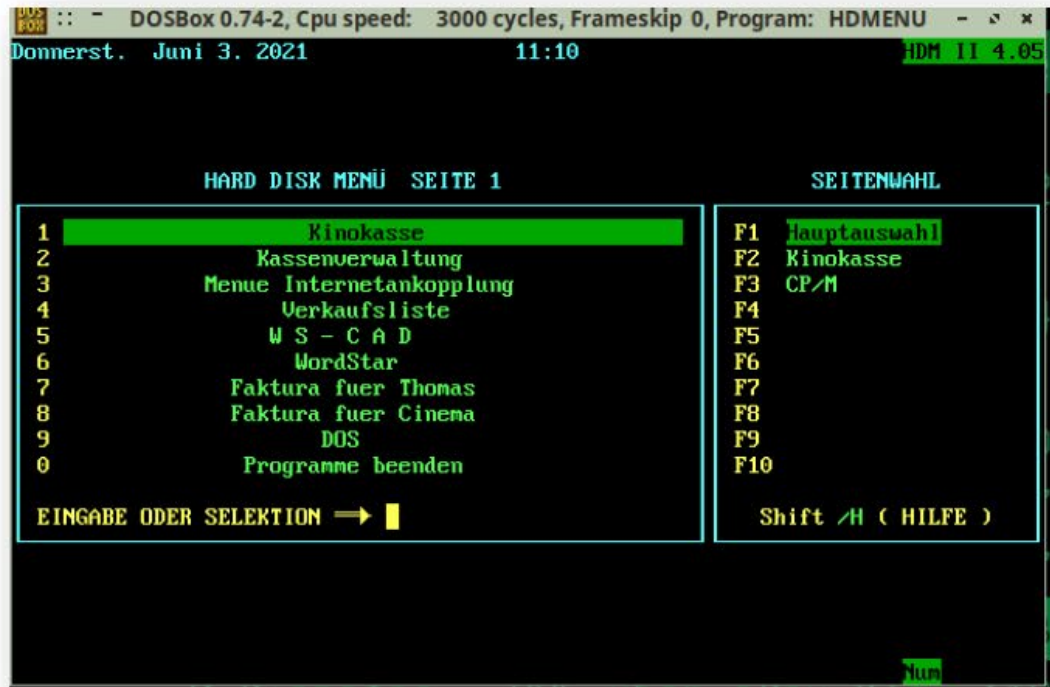 DOS BOX :: - DOSBox 0.74-2, Cpu speed: 3000 cycles, Frameskip 0, Program: HDMENU
Donnerst. Juni 3. 2021 11:10 HDM II 4.05
HARD DISK MENÜ SEITE 1
1 Kinokasse
2 Kassenverwaltung
3 Menue Internetankopplung
4 Verkaufsliste
5 W S - C A D
6 WordStar
7 Faktura fuer Thomas
8 Faktura fuer Cinema
9 DOS
0 Programme beenden
EINGABE ODER SELEKTION ⇒
SEITENWAHL
F1 Hauptauswahl
F2 Kinokasse
F3 CP/M
F4
F5
F6
F7
F8
F9
F10
Shift /H ( HILFE )
Num